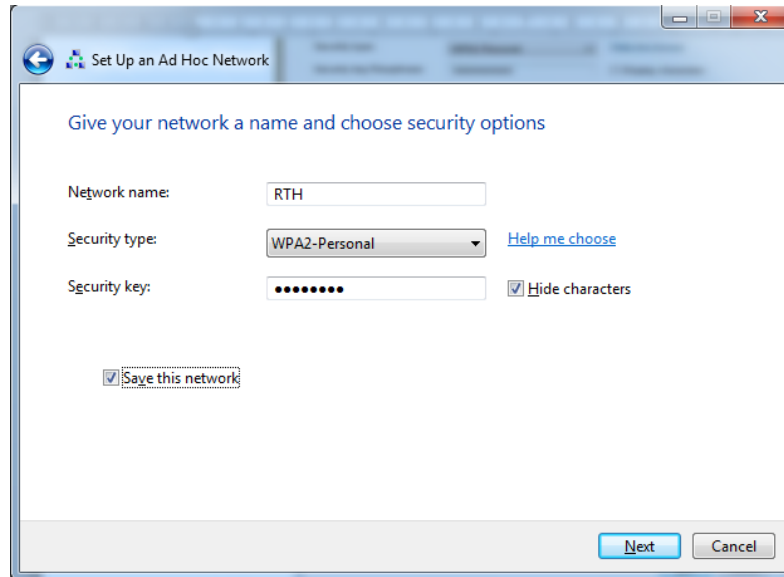 Set Up an Ad Hoc Network
Give your network a name and choose security options
Network name:
RTH
Security type:
WPA2-Personal
Help me choose
Security key:
●●●●●●●●
Hide characters
Save this network
Next
Cancel